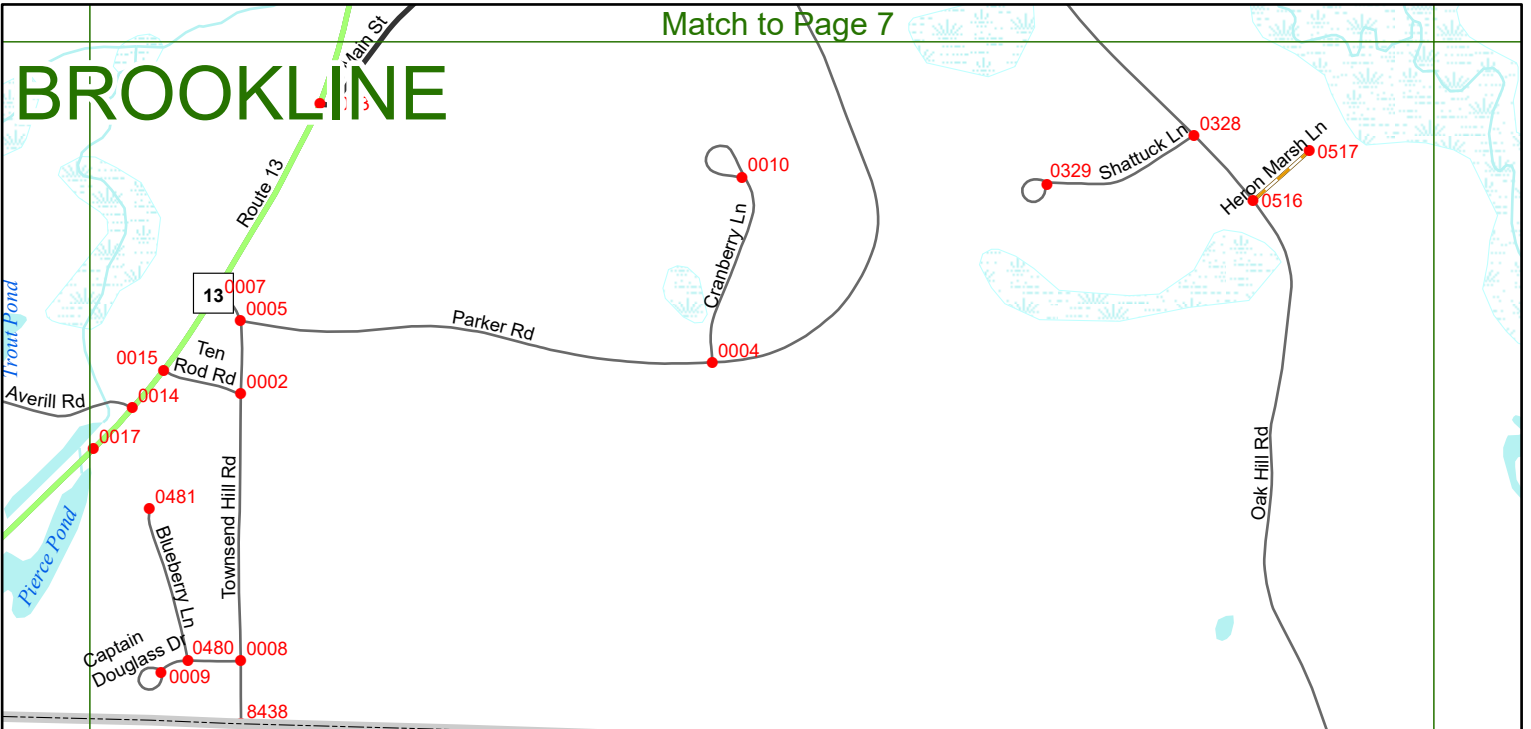 Match to Page 7
BROOKLINE
Main St
Route 13
0010
Cranberry Ln
0328
Shattuck Ln
0329
Heron Marsh Ln
0517
0516
13
0007
0005
Parker Rd
0004
Trout Pond
0015
Ten
Rod Rd
0002
Averill Rd
0014
0017
Oak Hill Rd
Townsend Hill Rd
0481
Blueberry Ln
Pierce Pond
Captain
Douglass Dr
0480
0008
0009
8438